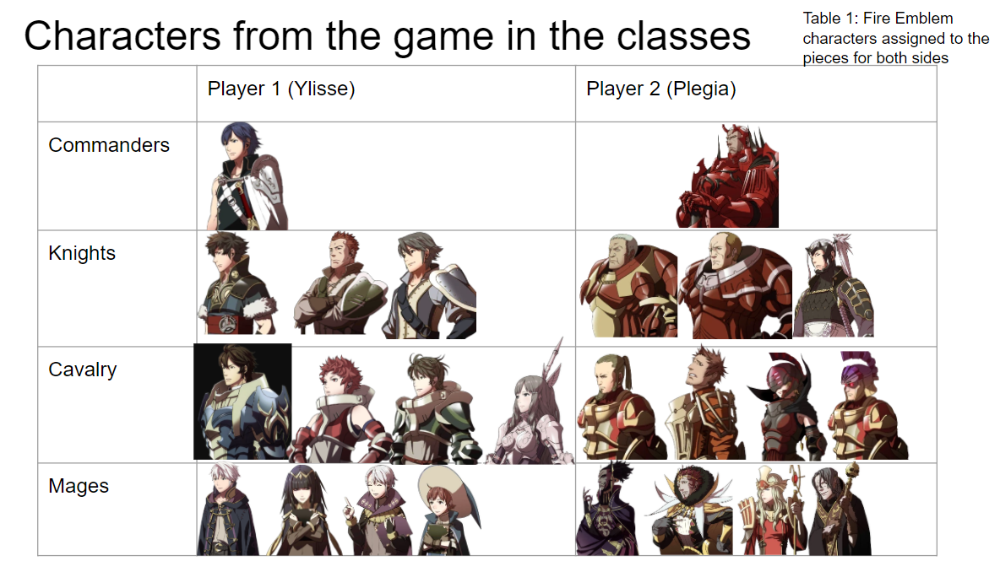 Characters from the game in the classes
Table 1: Fire Emblem
characters assigned to the
pieces for both sides
Player 1 (Ylisse)
Player 2 (Plegia)
Commanders
Knights
Cavalry
Mages